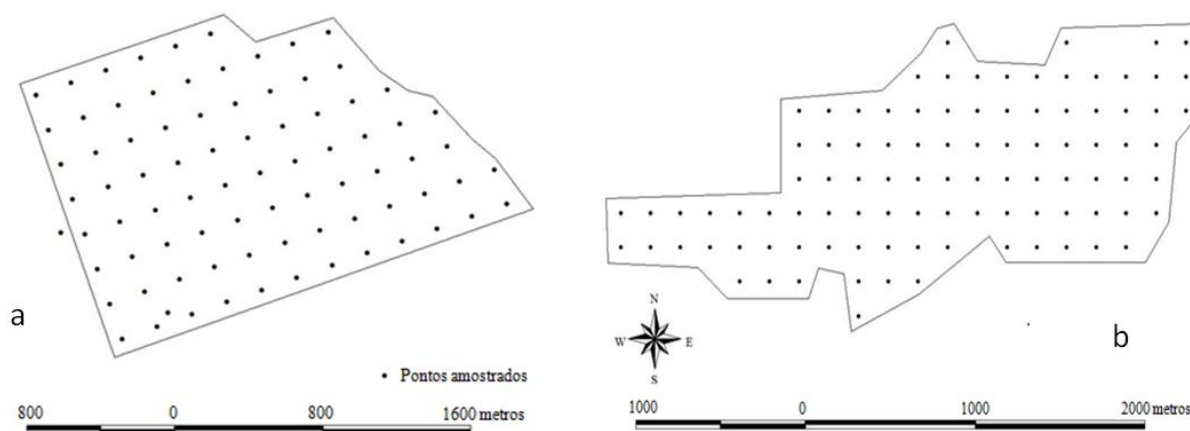 N
W E
S
a
b
• Pontos amostrados
800 0 800 1600 metros
1000 0 1000 2000 metros